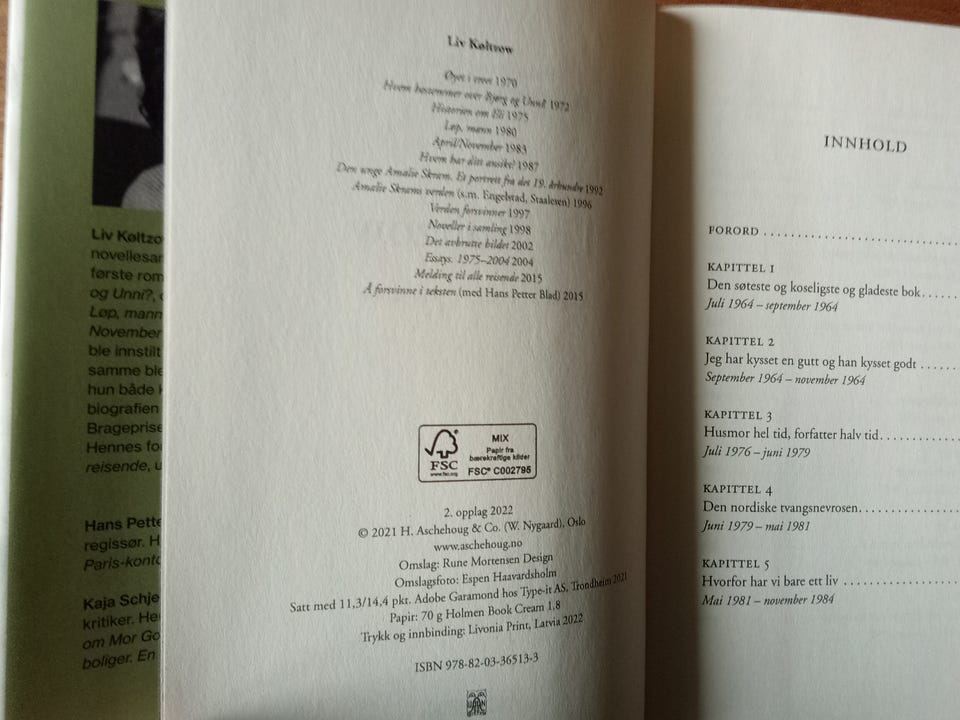 Liv Køltzo
novellesar
første rom
og Unni?,
Løp, mann
November
ble innstilt
samme ble
hun både
biografien
Bragepris
Hennes fo
reisende, u
Hans Pette
regissør. H
Paris-konto
Kaja Schje
kritiker. He
om Mor Go
boliger. En
Liv Køltzow
Øyet i treet 1970
Hvem bestemmer over Bjørg og Unni? 1972
Historien om Eli 1975
Løp, mann 1980
April/November 1983
Hvem har ditt ansikt? 1987
Den unge Amalie Skram. Et portrett fra det 19. århundre 1992
Amalie Skrams verden (s.m. Engelstad, Staalesen) 1996
Verden forsvinner 1997
Noveller i samling 1998
Det avbrutte bildet 2002
Essays. 1975–2004 2004
Melding til alle reisende 2015
Å forsvinne i teksten (med Hans Petter Blad) 2015
FSC
www.fsc.org
MIX
Papir fra
bærekraftige kilder
FSC® C002795
2. opplag 2022
© 2021 H. Aschehoug & Co. (W. Nygaard), Oslo
www.aschehoug.no
Omslag: Rune Mortensen Design
Omslagsfoto: Espen Haavardsholm
Satt med 11,3/14,4 pkt. Adobe Garamond hos Type-it AS, Trondheim 2021
Papir: 70 g Holmen Book Cream 1.8
Trykk og innbinding: Livonia Print, Latvia 2022
ISBN 978-82-03-36513-3
INNHOLD
FORORD
KAPITTEL 1
Den søteste og koseligste og gladeste bok
Juli 1964 – september 1964
KAPITTEL 2
Jeg har kysset en gutt og han kysset godt
September 1964 – november 1964
KAPITTEL 3
Husmor hel tid, forfatter halv tid
Juli 1976 – juni 1979
KAPITTEL 4
Den nordiske tvangsnevrosen
Juni 1979 – mai 1981
KAPITTEL 5
Hvorfor har vi bare ett liv
Mai 1981 – november 1984